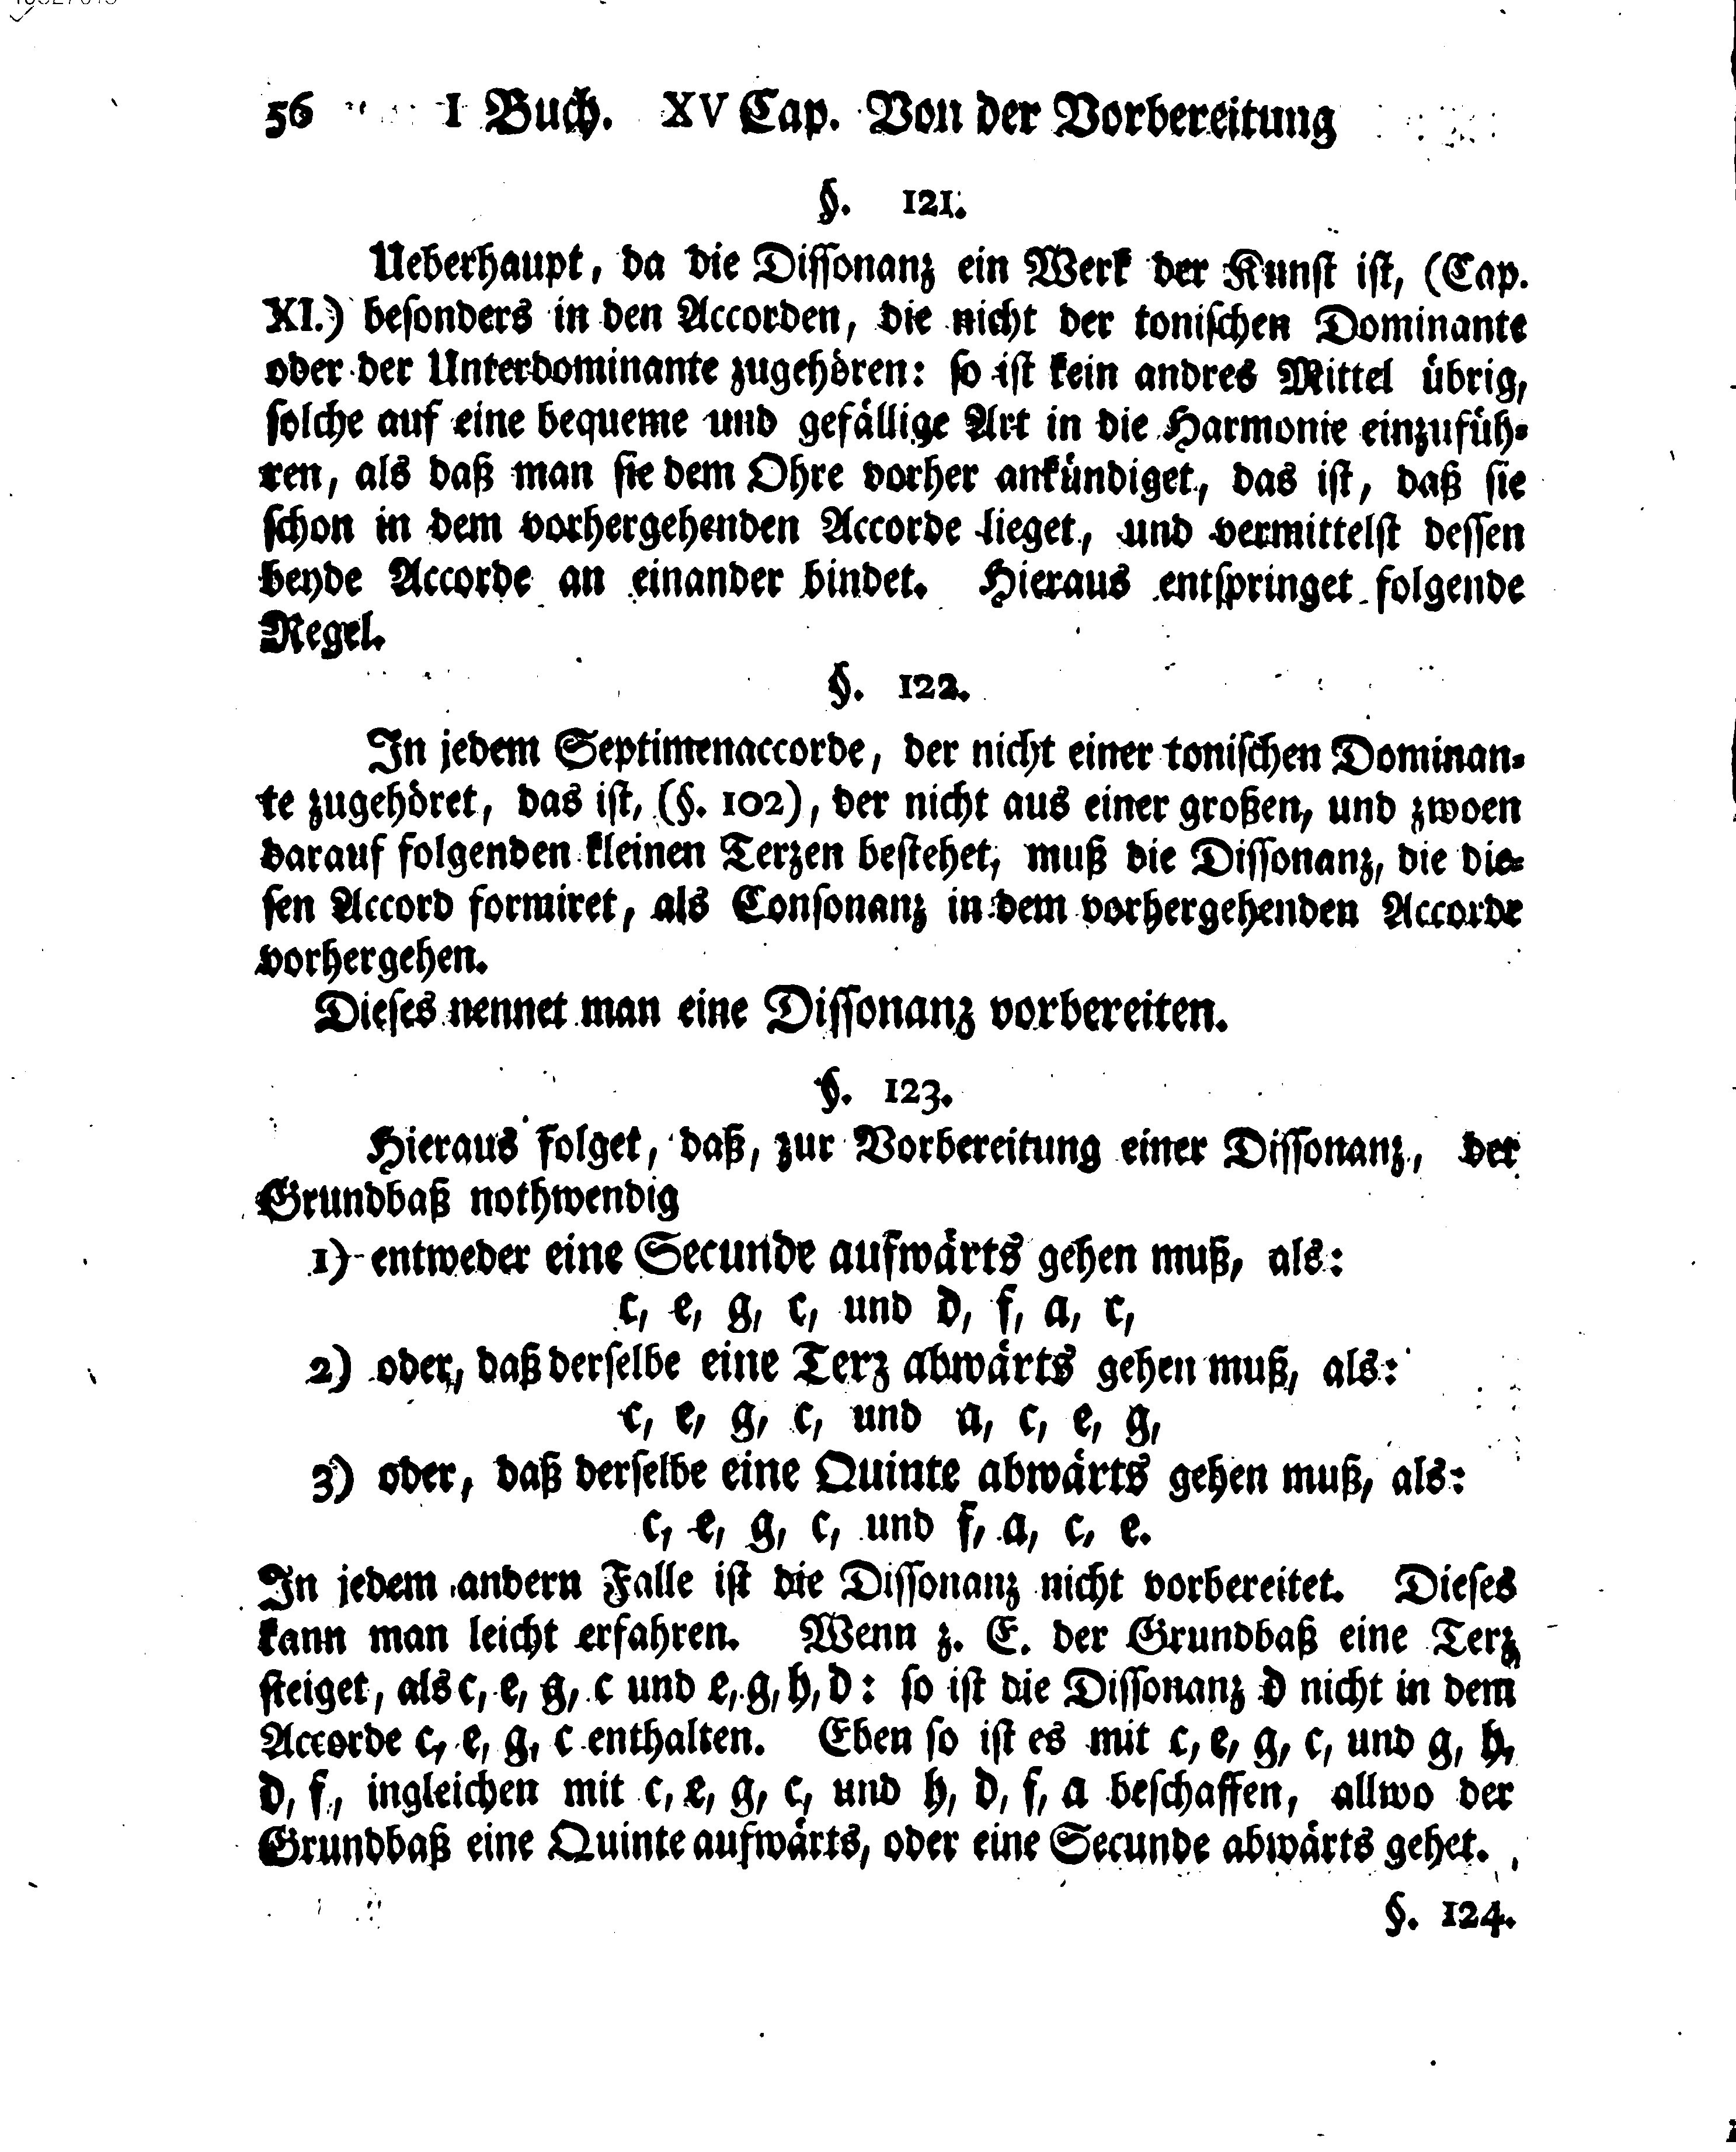 56 I Buch. XV Cap. Von der Vorbereitung
§. 121.
Ueberhaupt, da die Dissonanz ein Werk der Kunst ist, (Cap.
XI.) besonders in den Accorden, die nicht der tonischen Dominante
oder der Unterdominante zugehören: so ist kein andres Mittel übrig,
solche auf eine bequeme und gefällige Art in die Harmonie einzufüh-
ren, als daß man sie dem Ohre vorher ankündiget, das ist, daß sie
schon in dem vorhergehenden Accorde lieget, und vermittelst dessen
beyde Accorde an einander bindet. Hieraus entspringet folgende
Regel.
§. 122.
In jedem Septimenaccorde, der nicht einer tonischen Dominan-
te zugehöret, das ist, (§. 102), der nicht aus einer großen, und zwoen
darauf folgenden kleinen Terzen bestehet, muß die Dissonanz, die die-
sen Accord formiret, als Consonanz in dem vorhergehenden Accorde
vorhergehen.
Dieses nennet man eine Dissonanz vorbereiten.
§. 123.
Hieraus folget, daß, zur Vorbereitung einer Dissonanz, der
Grundbaß nothwendig
1) entweder eine Secunde aufwärts gehen muß, als:
c, e, g, c, und d, f, a, c,
2) oder, daß derselbe eine Terz abwärts gehen muß, als:
c, e, g, c, und a, c, e, g,
3) oder, daß derselbe eine Quinte abwärts gehen muß, als:
c, e, g, c, und f, a, c, e.
In jedem andern Falle ist die Dissonanz nicht vorbereitet. Dieses
kann man leicht erfahren. Wenn z. E. der Grundbaß eine Terz
steiget, als c, e, g, c und e, g, h, d: so ist die Dissonanz d nicht in dem
Accorde c, e, g, c enthalten. Eben so ist es mit c, e, g, c, und g, h,
d, f, ingleichen mit c, e, g, c, und h, d, f, a beschaffen, allwo der
Grundbaß eine Quinte aufwärts, oder eine Secunde abwärts gehet.
§. 124.